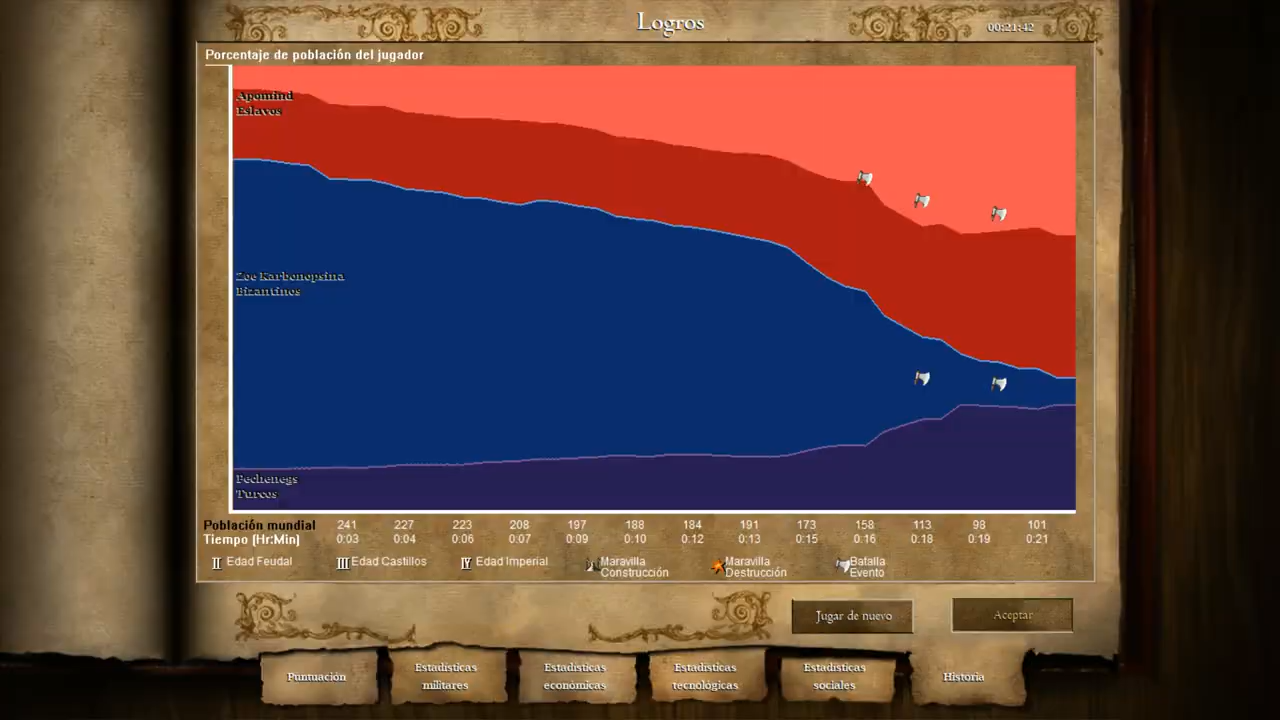 Logros
00:21:42
Porcentaje de población del jugador
Apomind
Eslavos
Zoe Karbonopsina
Bizantinos
Pechenegs
Turcos
Población mundial 241 227 223 208 197 188 184 191 173 158 113 98 101
Tiempo (Hr:Min) 0:03 0:04 0:06 0:07 0:09 0:10 0:12 0:13 0:15 0:16 0:18 0:19 0:21
II Edad Feudal III Edad Castillos IV Edad Imperial Maravilla Maravilla Batalla
Construcción Destrucción Evento
Jugar de nuevo Aceptar
Puntuación Estadísticas Estadísticas Estadísticas Estadísticas Historia
militares económicas tecnológicas sociales